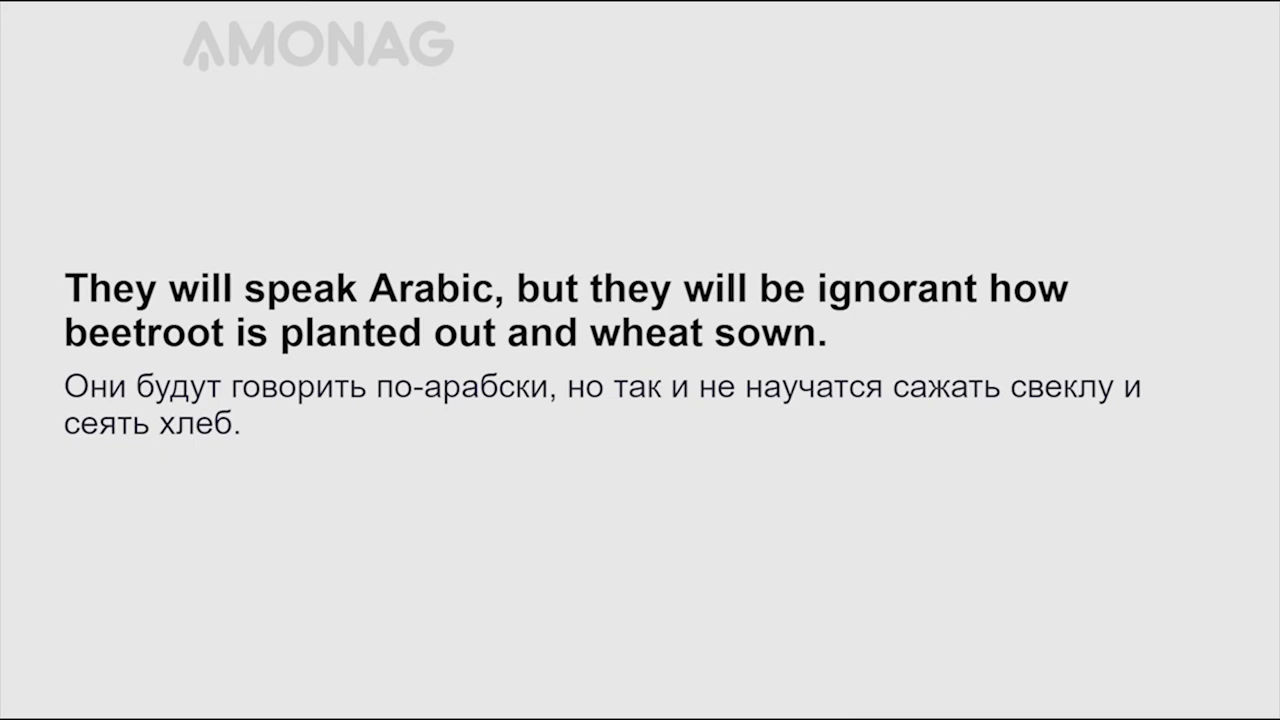 AMONAG
They will speak Arabic, but they will be ignorant how
beetroot is planted out and wheat sown.
Они будут говорить по-арабски, но так и не научатся сажать свеклу и
сеять хлеб.